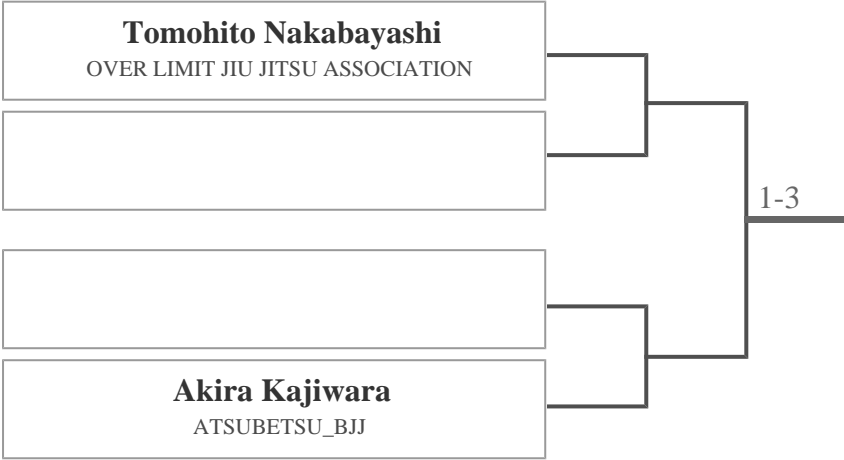 Tomohito Nakabayashi
OVER LIMIT JIU JITSU ASSOCIATION
1-3
Akira Kajiwara
ATSUBETSU_BJJ